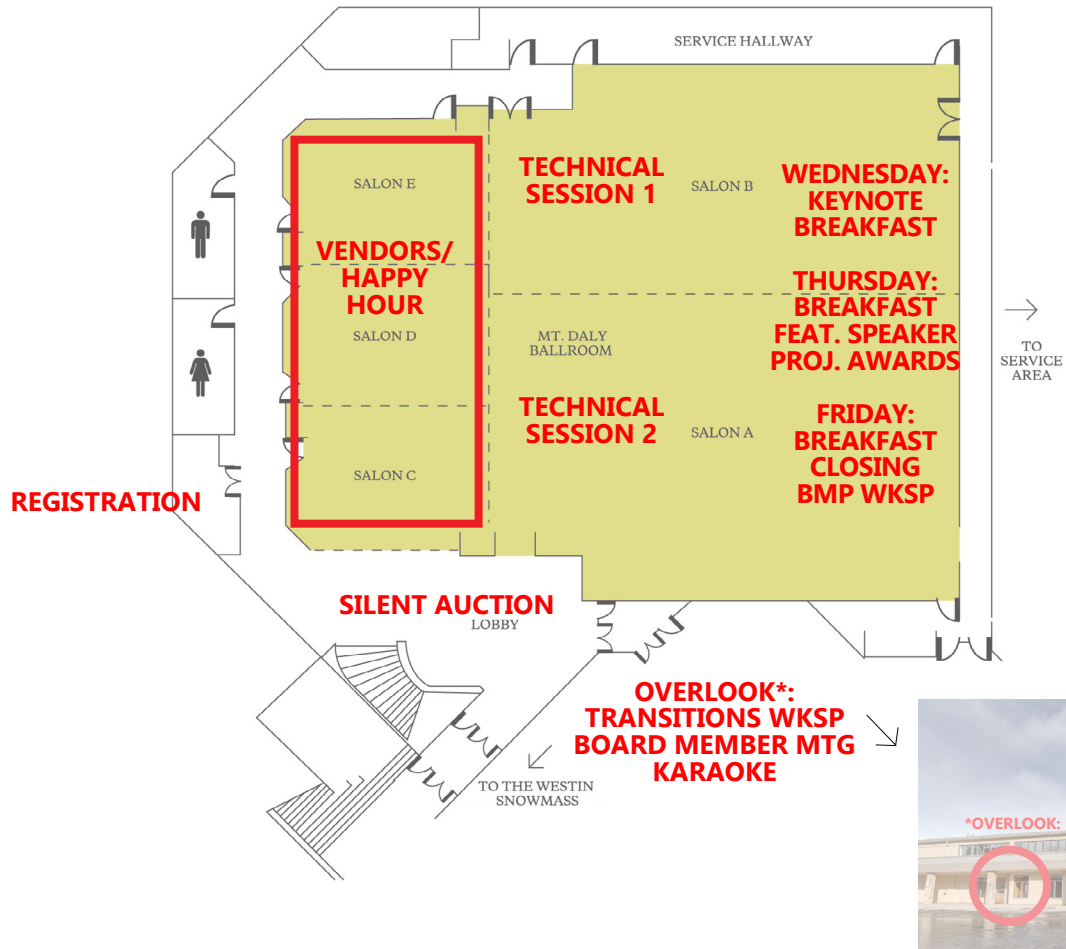 SERVICE HALLWAY
SALON E
TECHNICAL
SESSION 1
SALON B
WEDNESDAY:
KEYNOTE
BREAKFAST
VENDORS/
HAPPY
HOUR
THURSDAY:
BREAKFAST
FEAT. SPEAKER
PROJ. AWARDS
SALON D
MT. DALY
BALLROOM
TO
SERVICE
AREA
TECHNICAL
SESSION 2
SALON A
FRIDAY:
BREAKFAST
CLOSING
BMP WKSP
SALON C
REGISTRATION
SILENT AUCTION
LOBBY
OVERLOOK*:
TRANSITIONS WKSP
BOARD MEMBER MTG
KARAOKE
TO THE WESTIN
SNOWMASS
*OVERLOOK: